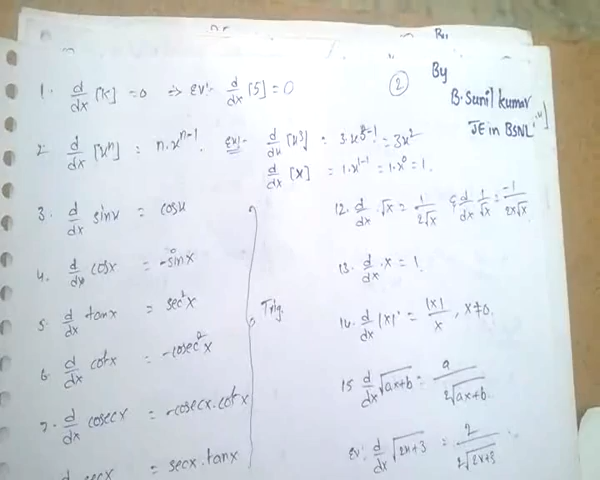 ②
By
B. Sunil kumar
JE in BSNL
1. d/dx [K] = 0 ⇒ Ex:- d/dx [5] = 0
2. d/dx [xⁿ] = n.xⁿ⁻¹. Ex:- d/dx [x³] = 3.x³⁻¹ = 3x²
d/dx [x] = 1.x¹⁻¹ = 1.x⁰ = 1.
3. d/dx sinx = cosx
4. d/dx cosx = -sinx
5. d/dx tanx = sec²x
6. d/dx cotx = -cosec²x
7. d/dx cosecx = -cosecx.cotx
secx = secx.tanx
Trig.
12. d/dx .√x = 1/2√x & d/dx 1/√x = -1/2x√x
13. d/dx .x = 1.
14. d/dx |x| = |x|/x , x≠0.
15 d/dx √ax+b = a/2√ax+b.
Ex: d/dx √2x+3 = 2/2√2x+3